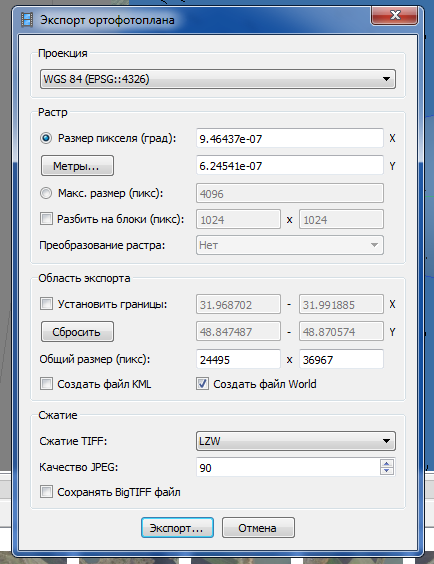 Экспорт ортофотоплана
Проекция
WGS 84 (EPSG::4326)
Растр
Размер пикселя (град): 9.46437e-07 X
Метры... 6.24541e-07 Y
Макс. размер (пикс): 4096
Разбить на блоки (пикс): 1024 x 1024
Преобразование растра: Нет
Область экспорта
Установить границы: 31.968702 - 31.991885 X
Сбросить 48.847487 - 48.870574 Y
Общий размер (пикс): 24495 x 36967
Создать файл KML Создать файл World
Сжатие
Сжатие TIFF: LZW
Качество JPEG: 90
Сохранять BigTIFF файл
Экспорт... Отмена